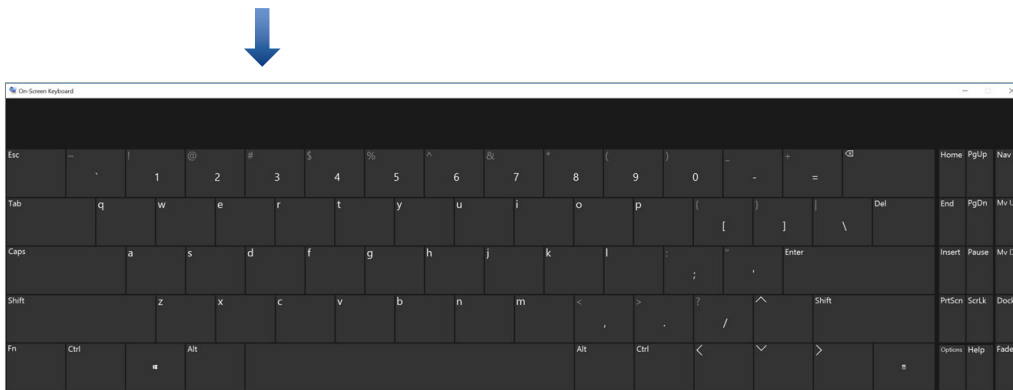 On-Screen Keyboard
Esc ~ ` ! 1 @ 2 # 3 $ 4 % 5 ^ 6 & 7 * 8 ( 9 ) 0 _ - + = Home PgUp Nav
Tab q w e r t y u i o p { [ } ] | \ Del End PgDn Mv U
Caps a s d f g h j k l : ; " ' Enter Insert Pause Mv D
Shift z x c v b n m < , > . ? / Shift PrtScn ScrLk Dock
Fn Ctrl Alt Alt Ctrl Options Help Fade